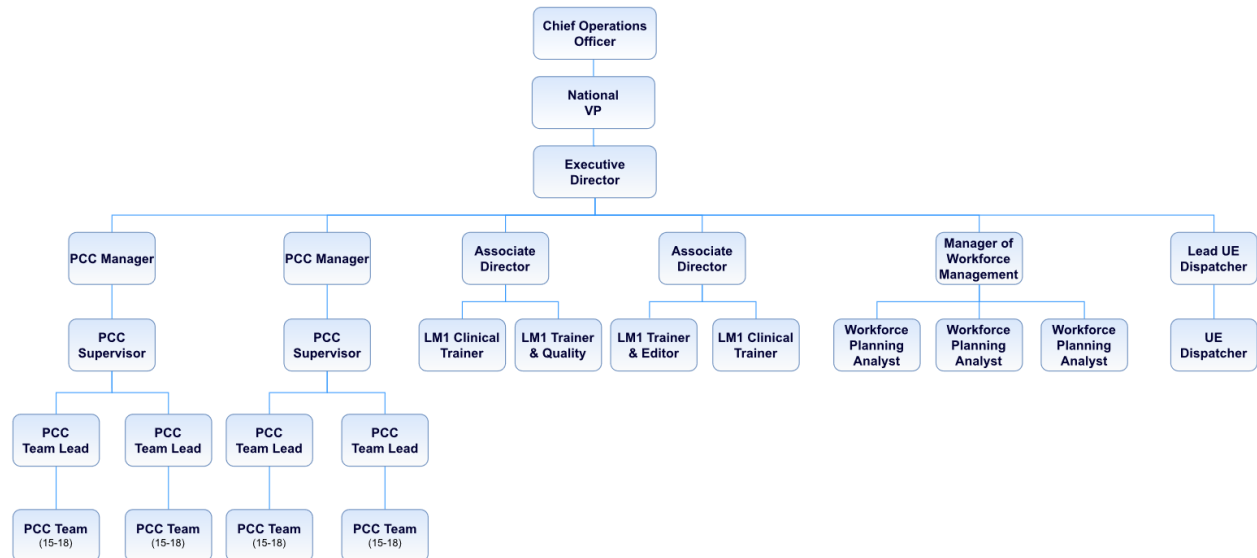 Chief Operations
Officer
National
VP
Executive
Director
PCC Manager
PCC Manager
Associate
Director
Associate
Director
Manager of
Workforce
Management
Lead UE
Dispatcher
PCC
Supervisor
PCC
Supervisor
LM1 Clinical
Trainer
LM1 Trainer
& Quality
LM1 Trainer
& Editor
LM1 Clinical
Trainer
Workforce
Planning
Analyst
Workforce
Planning
Analyst
Workforce
Planning
Analyst
UE
Dispatcher
PCC
Team Lead
PCC
Team Lead
PCC
Team Lead
PCC
Team Lead
PCC Team
(15-18)
PCC Team
(15-18)
PCC Team
(15-18)
PCC Team
(15-18)